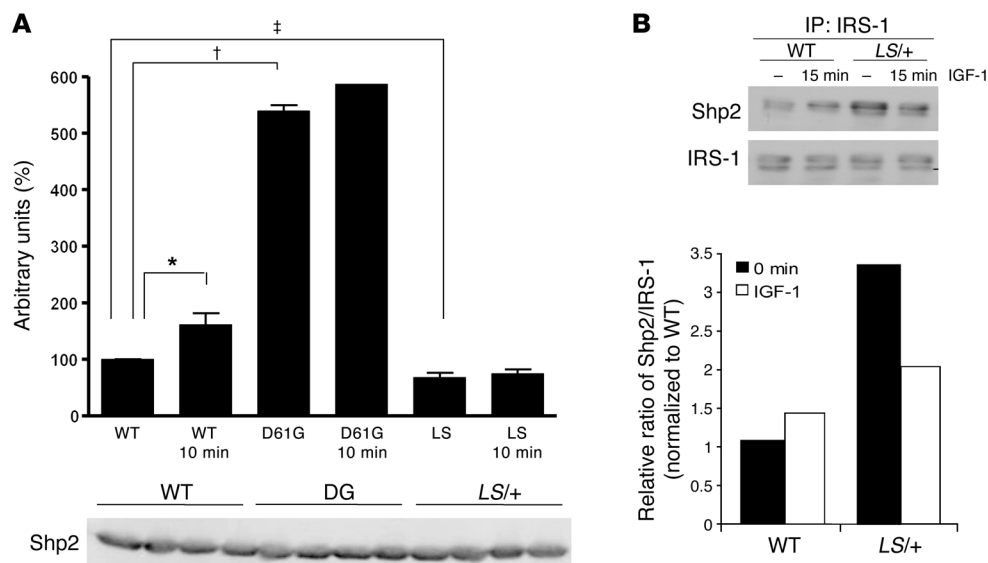 A
‡
†
*
Arbitrary units (%)
600
500
400
600
200
100
0
WT
WT
10 min
D61G
D61G
10 min
LS
LS
10 min
WT
DG
LS/+
Shp2
B
IP: IRS-1
WT
LS/+
–
15 min
–
15 min
IGF-1
Shp2
IRS-1
Relative ratio of Shp2/IRS-1
(normalized to WT)
3.5
3
2.5
2
1.5
1
0.5
0
0 min
IGF-1
WT
LS/+